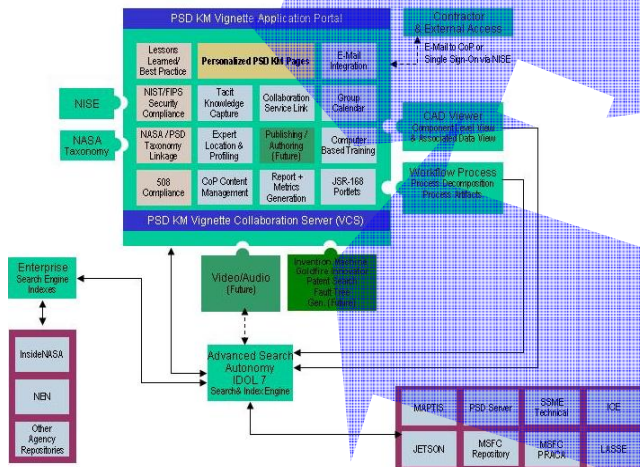 PSD KM Vignette Application Portal
Lessons
Learned/
Best Practice
Personalized PSD KM Pages
E-Mail
Integration
NIST/FIPS
Security
Compliance
Tacit
Knowledge
Capture
Collaboration
Service Link
Group
Calendar
NASA / PSD
Taxonomy
Linkage
Expert
Location
& Profiling
Publishing /
Authoring
(Future)
Computer
Based Training
508
Compliance
CoP Content
Management
Report +
Metrics
Generation
JSR-168
Portlets
PSD KM Vignette Collaboration Server (VCS)
NISE
NASA
Taxonomy
Contractor
& External Access
E-Mail to CoP or
Single Sign-On via NISE
CAD Viewer
Component Level View
& Associated Data View
Workflow Process
Process Decomposition
Process Artifacts
Video/Audio
(Future)
Invention Machine
Goldfire Innovator
Patent Search
Fault Tree
Gen. (Future)
Enterprise
Search Engine
Indexes
InsideNASA
NEN
Other
Agency
Repositories
Advanced Search
Autonomy
IDOL 7
Search& Index Engine
MAPTIS
PSD Server
SSME
Technical
ICE
JETSON
MSFC
Repository
MSFC
PRACA
LASSE